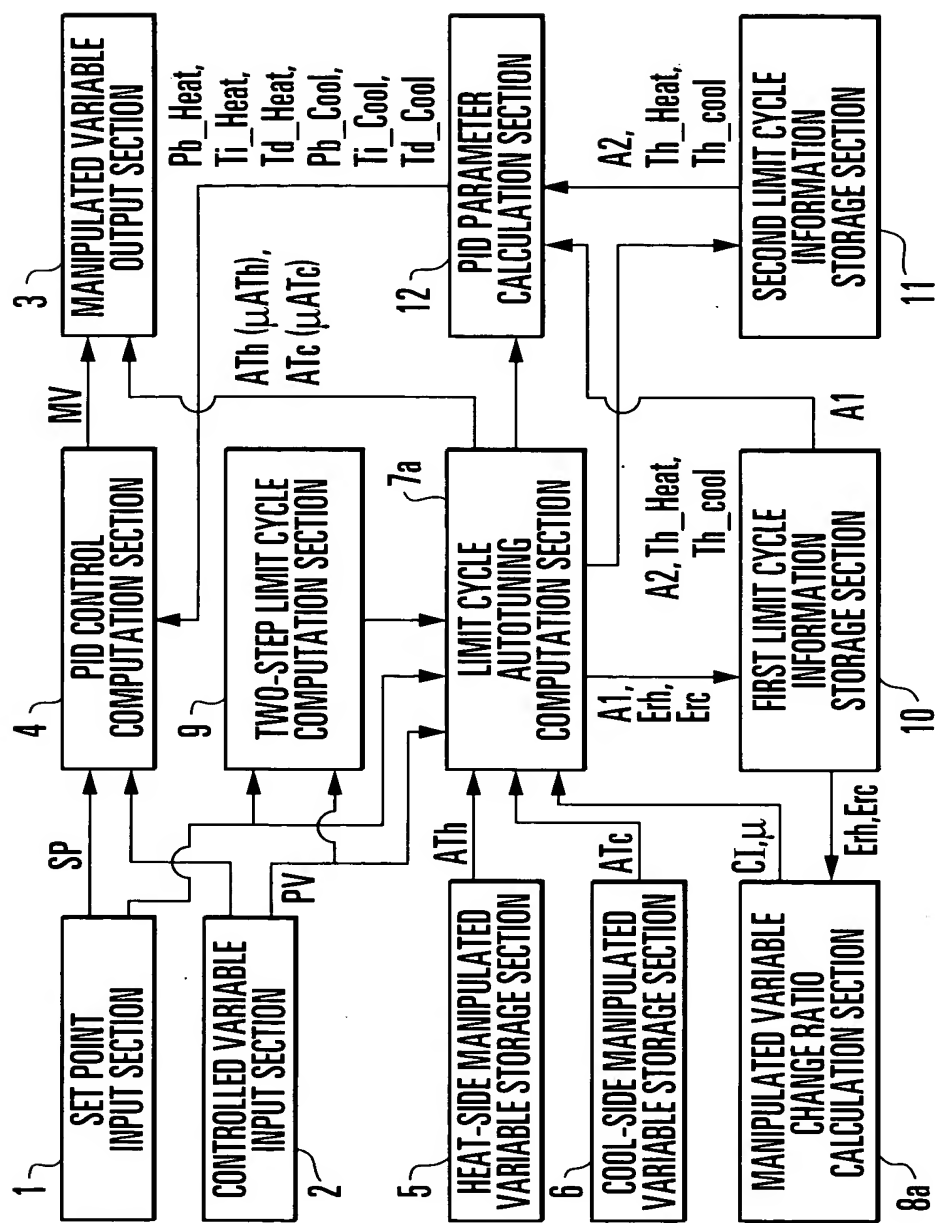 1
SET POINT
INPUT SECTION
SP
4
PID CONTROL
COMPUTATION SECTION
MV
3
MANIPULATED VARIABLE
OUTPUT SECTION
2
CONTROLLED VARIABLE
INPUT SECTION
PV
9
TWO-STEP LIMIT CYCLE
COMPUTATION SECTION
ATh (μATh),
ATc (μATc)
Pb_Heat,
Ti_Heat,
Td_Heat,
Pb_Cool,
Ti_Cool,
Td_Cool
5
HEAT-SIDE MANIPULATED
VARIABLE STORAGE SECTION
ATh
6
COOL-SIDE MANIPULATED
VARIABLE STORAGE SECTION
ATc
7a
LIMIT CYCLE
AUTOTUNING
COMPUTATION SECTION
12
PID PARAMETER
CALCULATION SECTION
CI,μ
A1,
Erh,
Erc
A2, Th_Heat,
Th_cool
A2,
Th_Heat,
Th_cool
MANIPULATED VARIABLE
CHANGE RATIO
CALCULATION SECTION
8a
Erh,Erc
FIRST LIMIT CYCLE
INFORMATION
STORAGE SECTION
10
A1
SECOND LIMIT CYCLE
INFORMATION
STORAGE SECTION
11